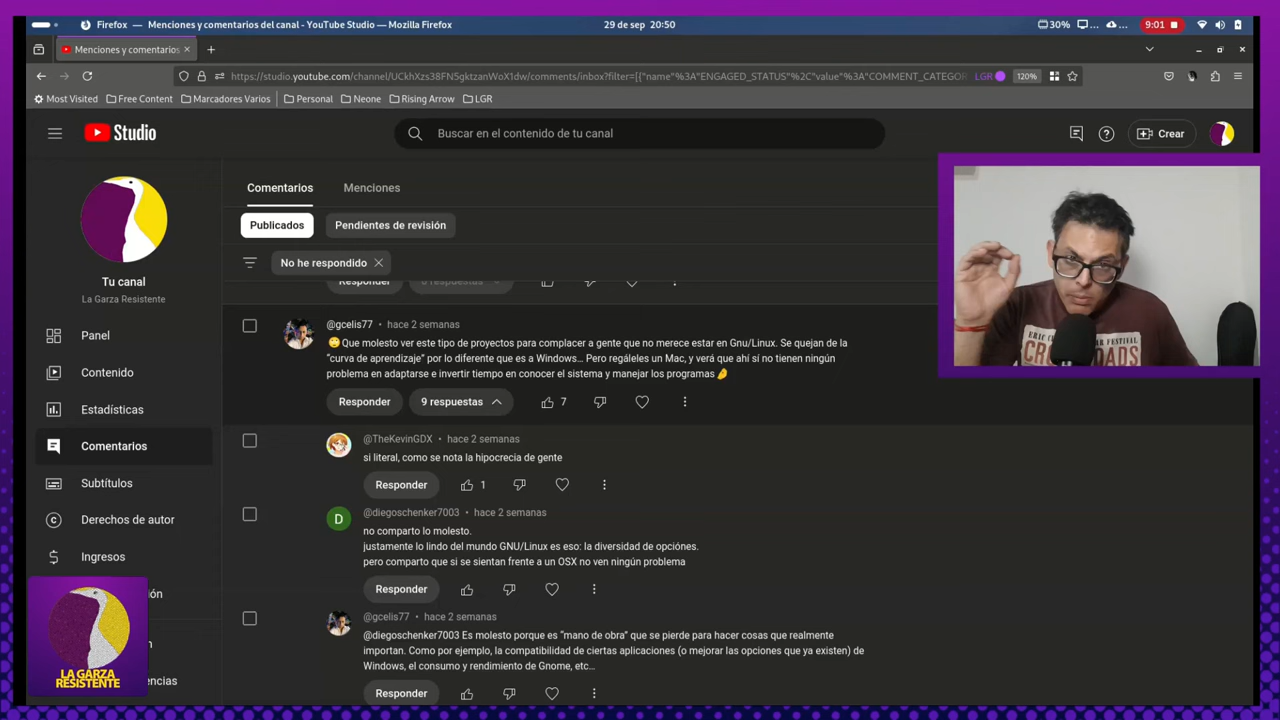 Firefox — Menciones y comentarios del canal - YouTube Studio — Mozilla Firefox
29 de sep 20:50
30%
9:01
Menciones y comentarios
https://studio.youtube.com/channel/UCkhXzs38FN5gktzanWoX1dw/comments/inbox?filter=[{"name"%3A"ENGAGED_STATUS"%2C"value"%3A"COMMENT_CATEGOR
LGR
120%
Most Visited
Free Content
Marcadores Varios
Personal
Neone
Rising Arrow
LGR
Studio
Buscar en el contenido de tu canal
Crear
Tu canal
La Garza Resistente
Panel
Contenido
Estadísticas
Comentarios
Subtítulos
Derechos de autor
Ingresos
LA GARZA
RESISTENTE
Comentarios
Menciones
Publicados
Pendientes de revisión
No he respondido
Responder
respuestas
@gcelis77 • hace 2 semanas
🙄Que molesto ver este tipo de proyectos para complacer a gente que no merece estar en Gnu/Linux. Se quejan de la
"curva de aprendizaje" por lo diferente que es a Windows... Pero regáleles un Mac, y verá que ahí sí no tienen ningún
problema en adaptarse e invertir tiempo en conocer el sistema y manejar los programas🤌
Responder
9 respuestas
7
@TheKevinGDX • hace 2 semanas
si literal, como se nota la hipocrecia de gente
Responder
1
D
@diegoschenker7003 • hace 2 semanas
no comparto lo molesto.
justamente lo lindo del mundo GNU/Linux es eso: la diversidad de opciónes.
pero comparto que si se sientan frente a un OSX no ven ningún problema
Responder
@gcelis77 • hace 2 semanas
@diegoschenker7003 Es molesto porque es "mano de obra" que se pierde para hacer cosas que realmente
importan. Como por ejemplo, la compatibilidad de ciertas aplicaciones (o mejorar las opciones que ya existen) de
Windows, el consumo y rendimiento de Gnome, etc...
Responder